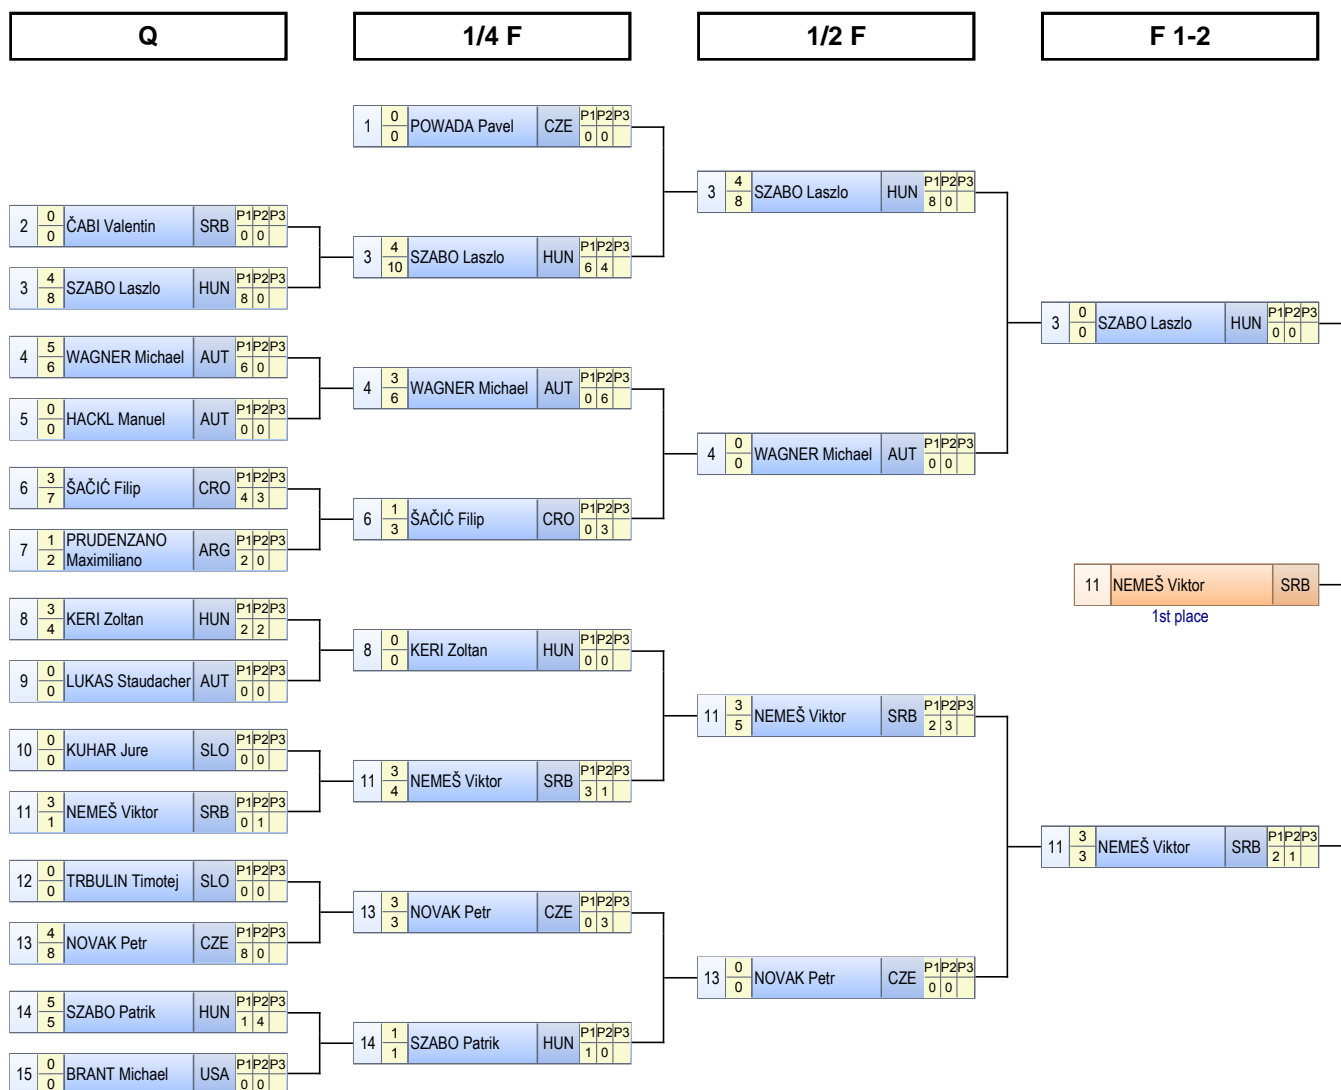 Q
1/4 F
1/2 F
F 1-2
1 0 0 POWADA Pavel CZE P1 P2 P3 0 0
2 0 0 ČABI Valentin SRB P1 P2 P3 0 0
3 4 8 SZABO Laszlo HUN P1 P2 P3 8 0
4 5 6 WAGNER Michael AUT P1 P2 P3 6 0
5 0 0 HACKL Manuel AUT P1 P2 P3 0 0
6 3 7 ŠAČIĆ Filip CRO P1 P2 P3 4 3
7 1 2 PRUDENZANO Maximiliano ARG P1 P2 P3 2 0
8 3 4 KERI Zoltan HUN P1 P2 P3 2 2
9 0 0 LUKAS Staudacher AUT P1 P2 P3 0 0
10 0 0 KUHAR Jure SLO P1 P2 P3 0 0
11 3 1 NEMEŠ Viktor SRB P1 P2 P3 0 1
12 0 0 TRBULIN Timotej SLO P1 P2 P3 0 0
13 4 8 NOVAK Petr CZE P1 P2 P3 8 0
14 5 5 SZABO Patrik HUN P1 P2 P3 1 4
15 0 0 BRANT Michael USA P1 P2 P3 0 0
3 4 10 SZABO Laszlo HUN P1 P2 P3 6 4
4 3 6 WAGNER Michael AUT P1 P2 P3 0 6
6 1 3 ŠAČIĆ Filip CRO P1 P2 P3 0 3
8 0 0 KERI Zoltan HUN P1 P2 P3 0 0
11 3 4 NEMEŠ Viktor SRB P1 P2 P3 3 1
13 3 3 NOVAK Petr CZE P1 P2 P3 0 3
14 1 1 SZABO Patrik HUN P1 P2 P3 1 0
3 4 8 SZABO Laszlo HUN P1 P2 P3 8 0
4 0 0 WAGNER Michael AUT P1 P2 P3 0 0
11 3 5 NEMEŠ Viktor SRB P1 P2 P3 2 3
13 0 0 NOVAK Petr CZE P1 P2 P3 0 0
3 0 0 SZABO Laszlo HUN P1 P2 P3 0 0
11 NEMEŠ Viktor SRB
1st place
11 3 3 NEMEŠ Viktor SRB P1 P2 P3 2 1